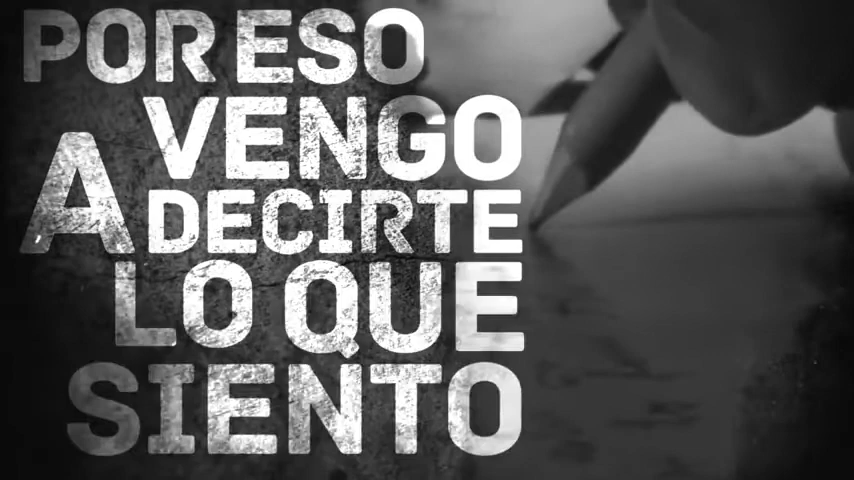 POR ESO
VENGO
A DECIRTE
LO QUE
SIENTO